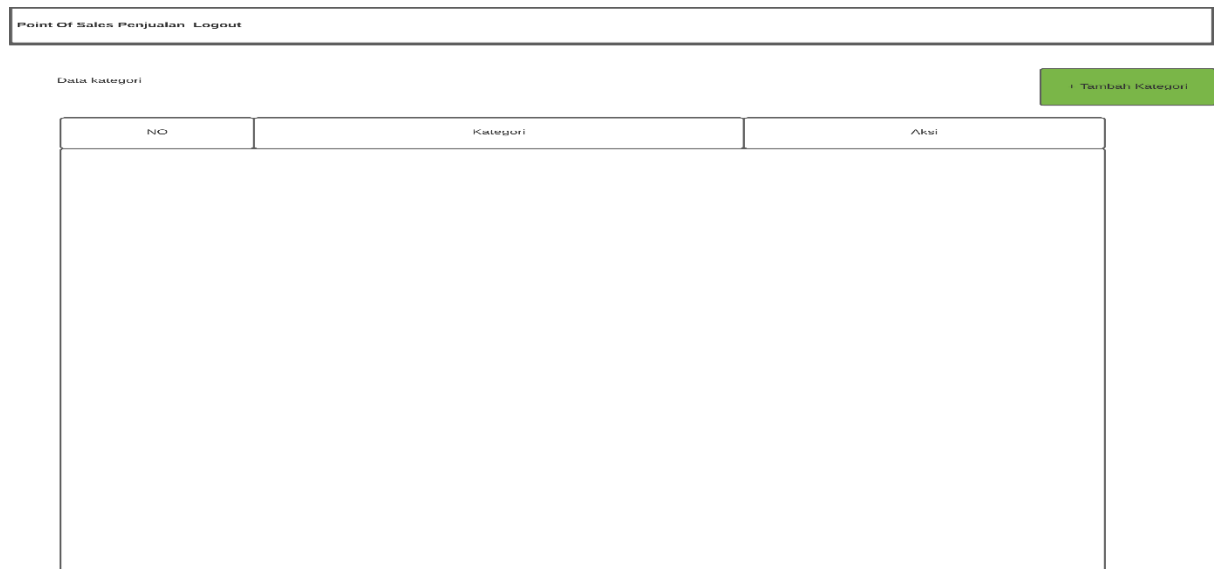 Point Of Sales Penjualan Logout
Data kategori
+ Tambah Kategori
NO Kategori Aksi